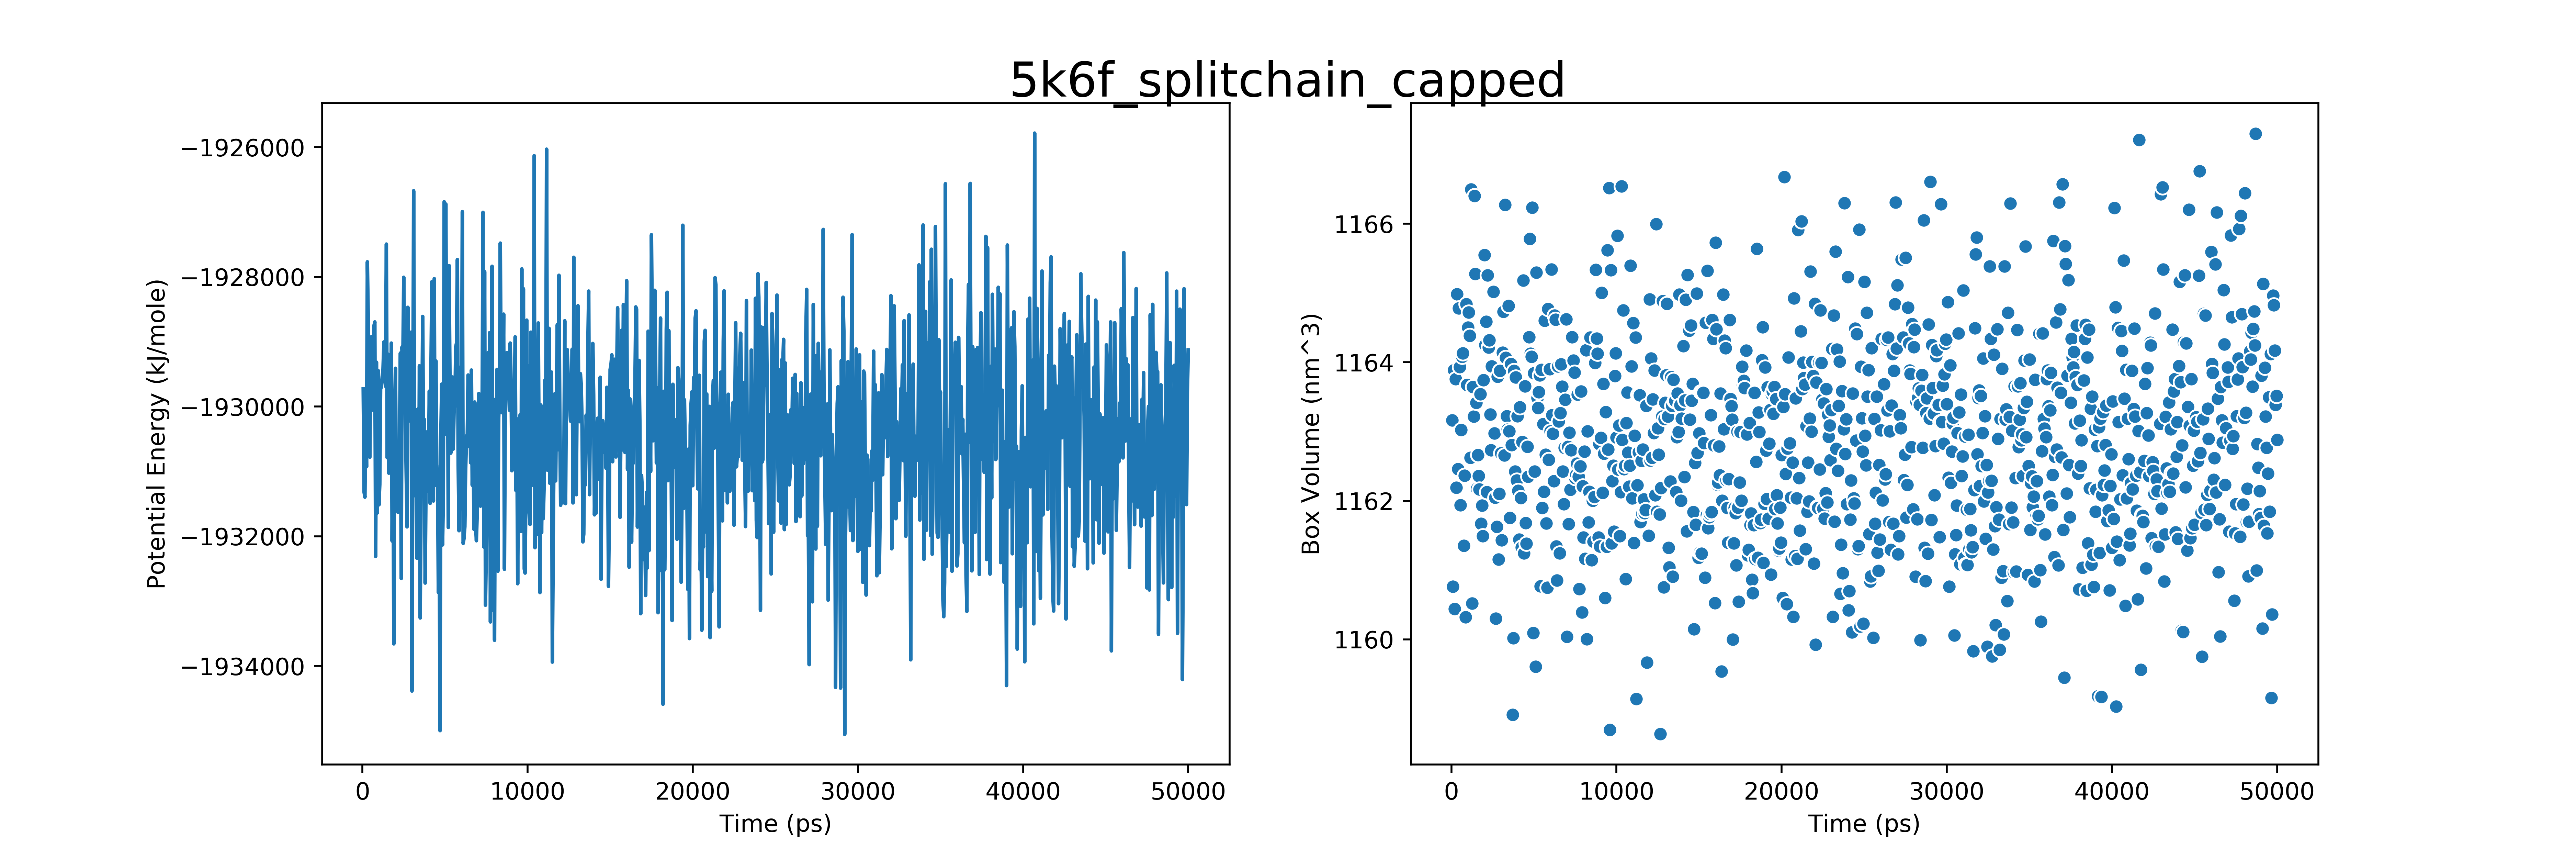 5k6f_splitchain_capped
Potential Energy (kJ/mole)
−1926000
−1928000
−1930000
−1932000
−1934000
0 10000 20000 30000 40000 50000
Time (ps)
Box Volume (nm^3)
1166
1164
1162
1160
0 10000 20000 30000 40000 50000
Time (ps)